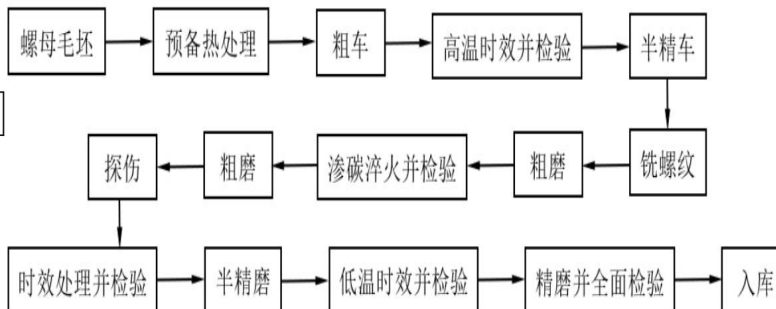 螺母毛坯
预备热处理
粗车
高温时效并检验
半精车
铣螺纹
粗磨
渗碳淬火并检验
粗磨
探伤
时效处理并检验
半精磨
低温时效并检验
精磨并全面检验
入库